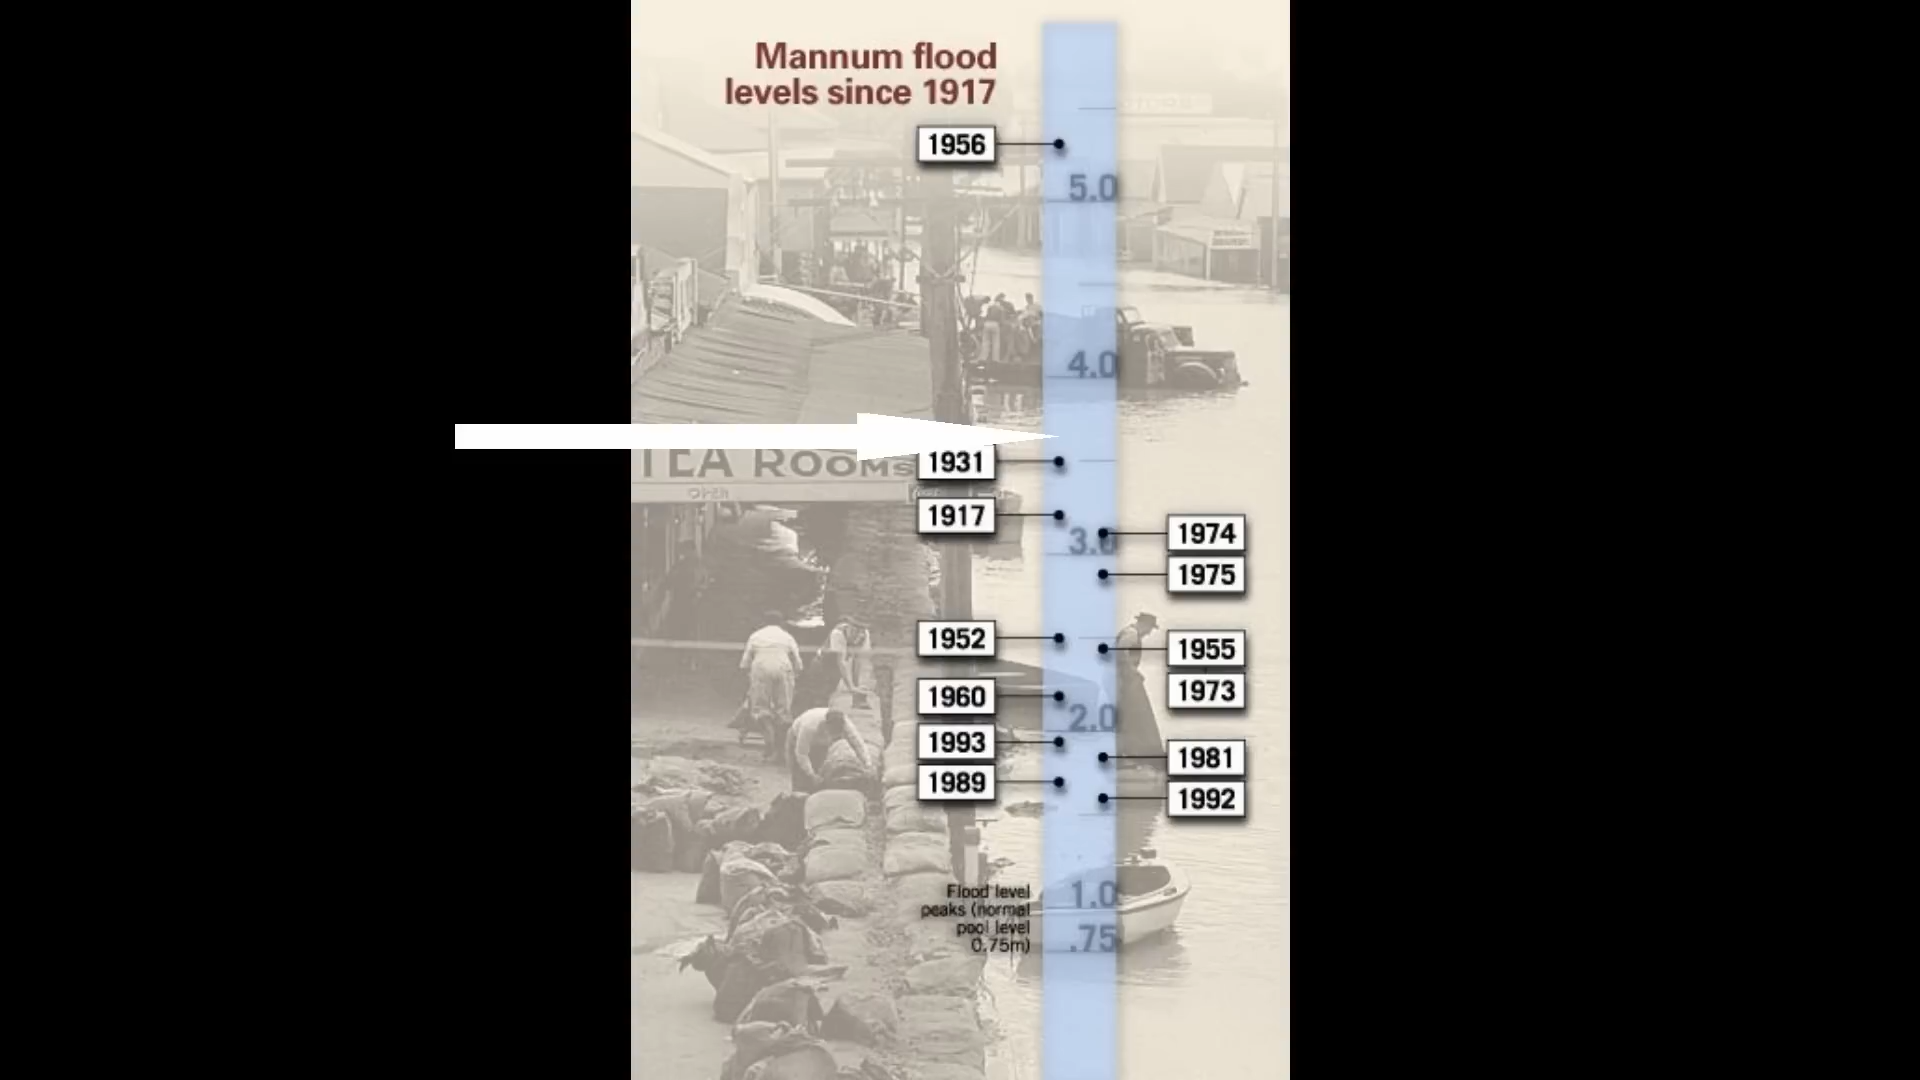 Mannum flood
levels since 1917
1956
5.0
4.0
TEA ROOMS
1931
1917
3.0
1974
1975
1952
1955
1973
1960
2.0
1993
1981
1989
1992
Flood level
peaks (normal
pool level
0.75m)
1.0
.75